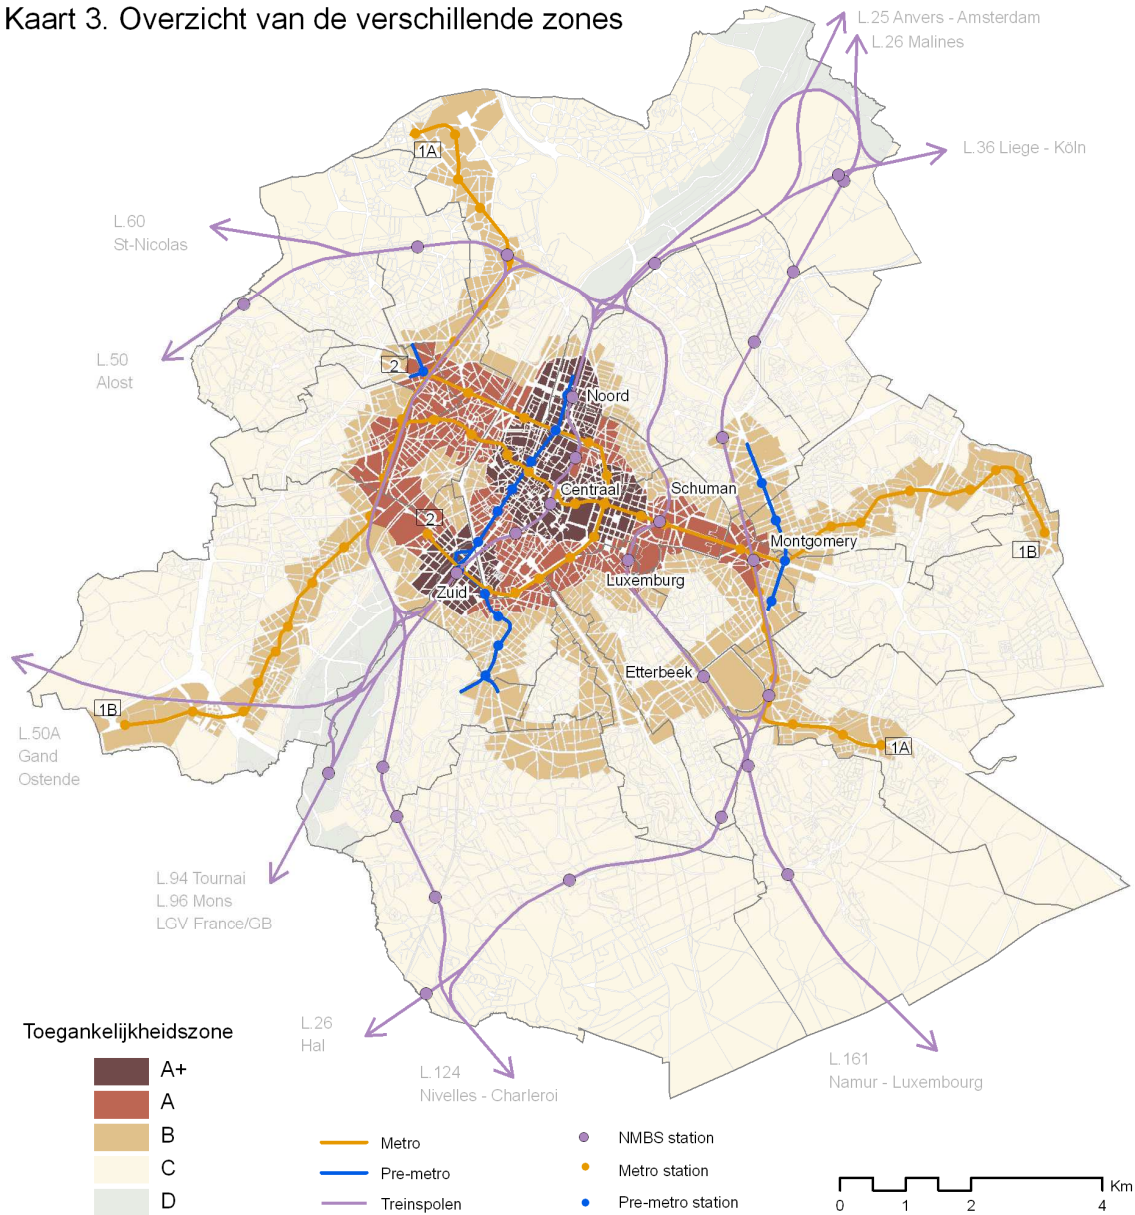 Kaart 3. Overzicht van de verschillende zones
L.25 Anvers - Amsterdam
L.26 Malines
1A
L.36 Liege - Köln
L.60
St-Nicolas
L.50
Alost
2
Noord
Centraal
Schuman
2
Montgomery
1B
Luxemburg
Zuid
Etterbeek
1B
L.50A
Gand
Ostende
1A
L.94 Tournai
L.96 Mons
LGV France/GB
L.26
Hal
L.124
Nivelles - Charleroi
L.161
Namur - Luxembourg
Toegankelijkheidszone
A+
A
B
C
D
Metro
Pre-metro
Treinspolen
NMBS station
Metro station
Pre-metro station
Km
0 1 2 4